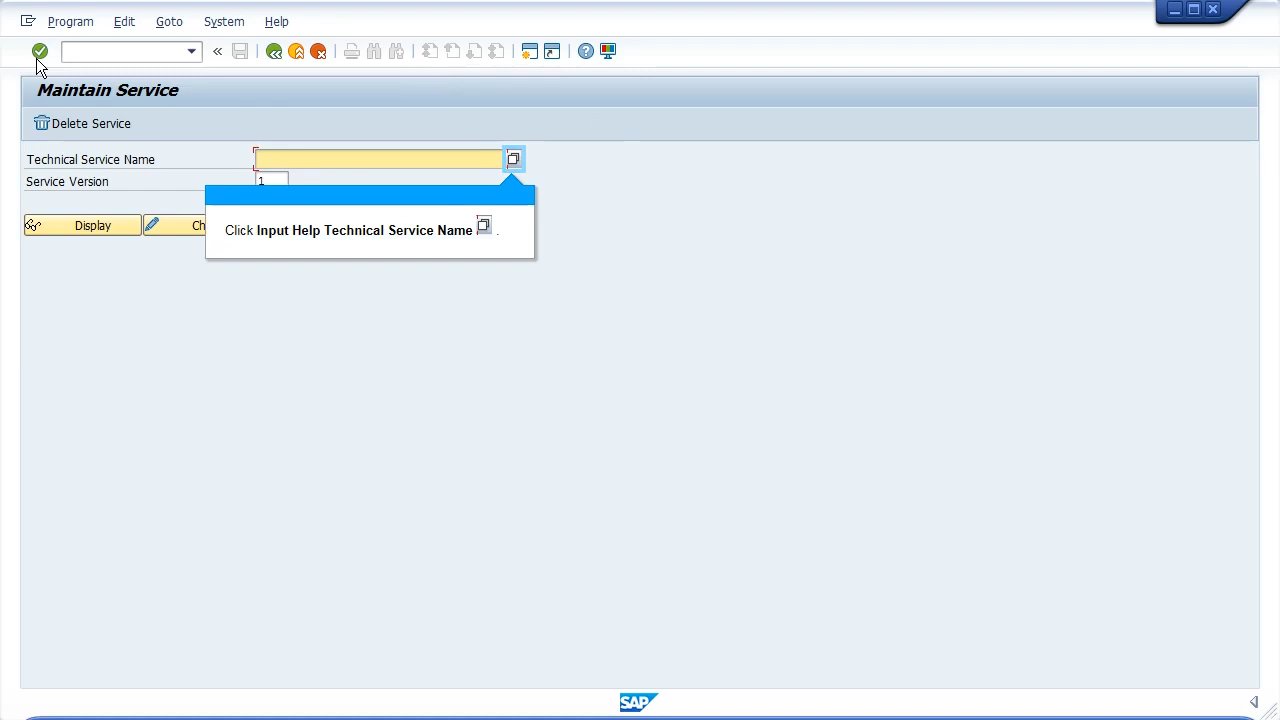 Program Edit Goto System Help
Maintain Service
Delete Service
Technical Service Name
Service Version 1
Display Ch
Click Input Help Technical Service Name .
SAP